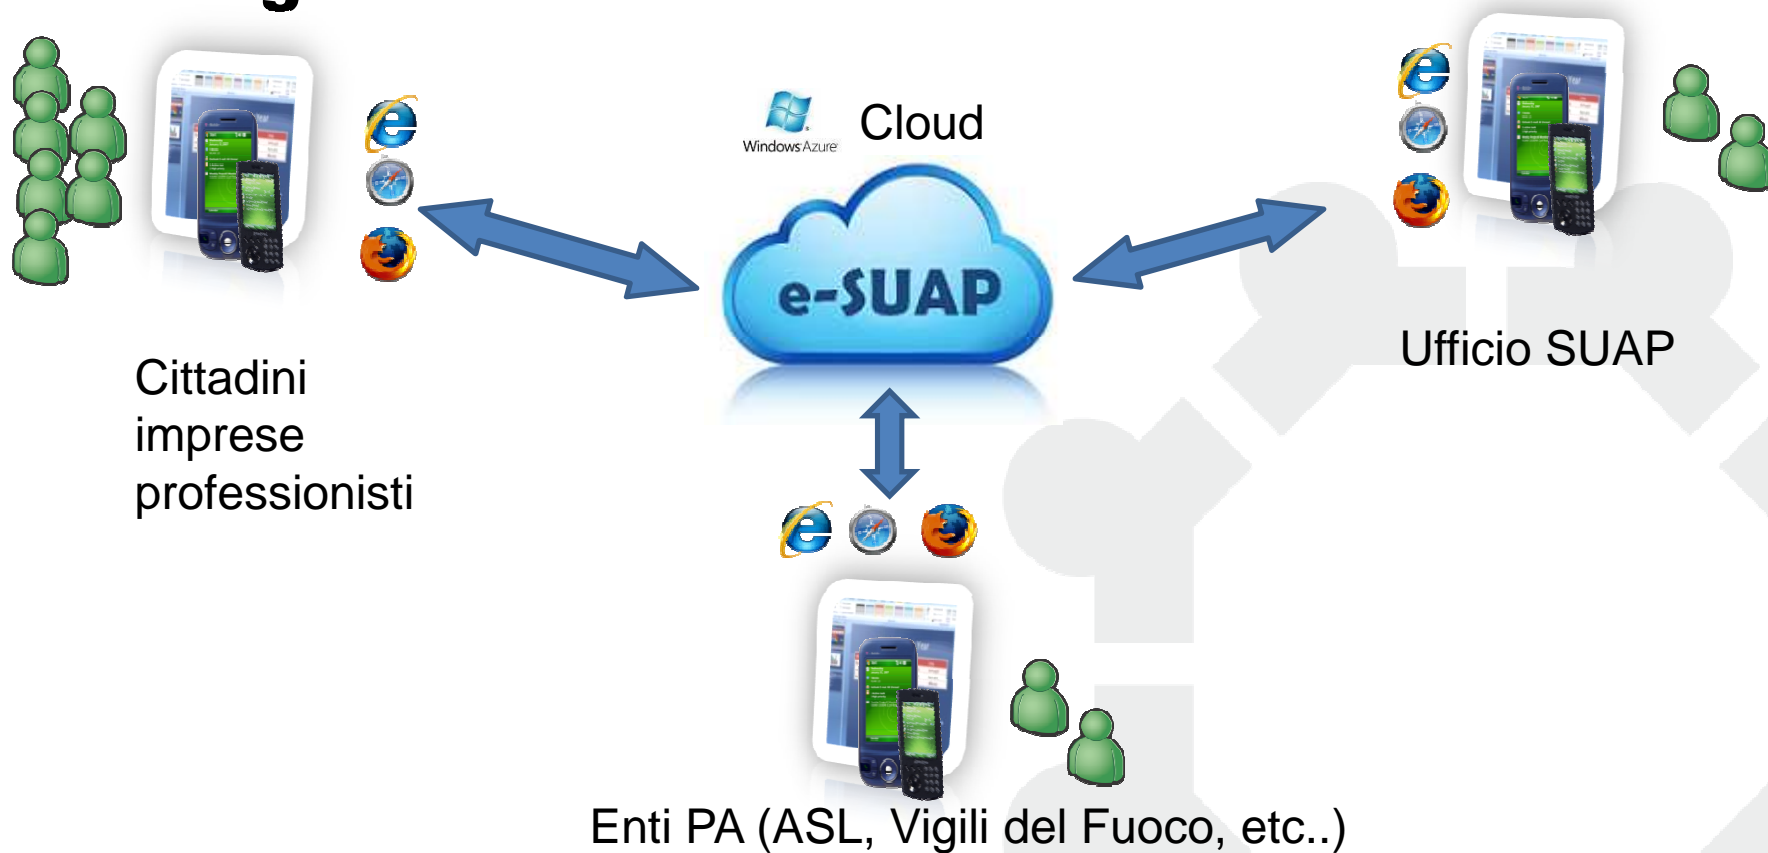 Windows Azure
Cloud
e-SUAP
Ufficio SUAP
Cittadini
imprese
professionisti
Enti PA (ASL, Vigili del Fuoco, etc..)